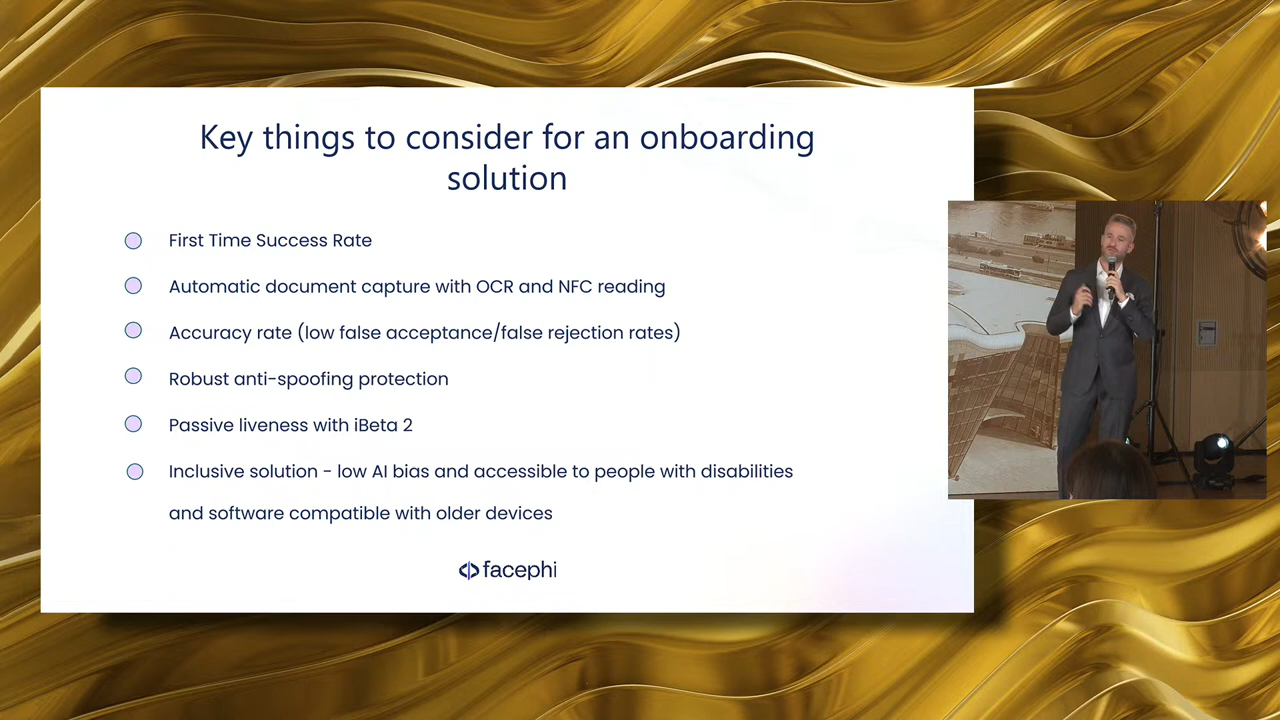 Key things to consider for an onboarding
solution
First Time Success Rate
Automatic document capture with OCR and NFC reading
Accuracy rate (low false acceptance/false rejection rates)
Robust anti-spoofing protection
Passive liveness with iBeta 2
Inclusive solution - low AI bias and accessible to people with disabilities
and software compatible with older devices
facephi